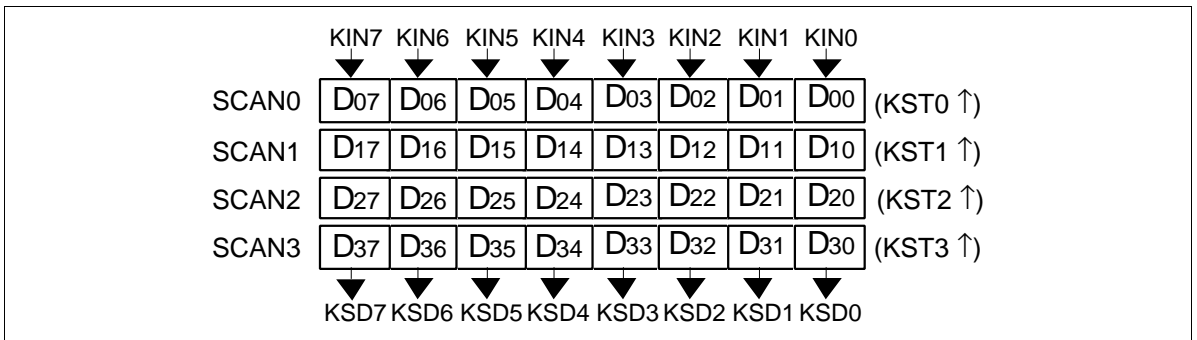 KIN7 KIN6 KIN5 KIN4 KIN3 KIN2 KIN1 KIN0
SCAN0 D07 D06 D05 D04 D03 D02 D01 D00 (KST0 ↑)
SCAN1 D17 D16 D15 D14 D13 D12 D11 D10 (KST1 ↑)
SCAN2 D27 D26 D25 D24 D23 D22 D21 D20 (KST2 ↑)
SCAN3 D37 D36 D35 D34 D33 D32 D31 D30 (KST3 ↑)
KSD7 KSD6 KSD5 KSD4 KSD3 KSD2 KSD1 KSD0